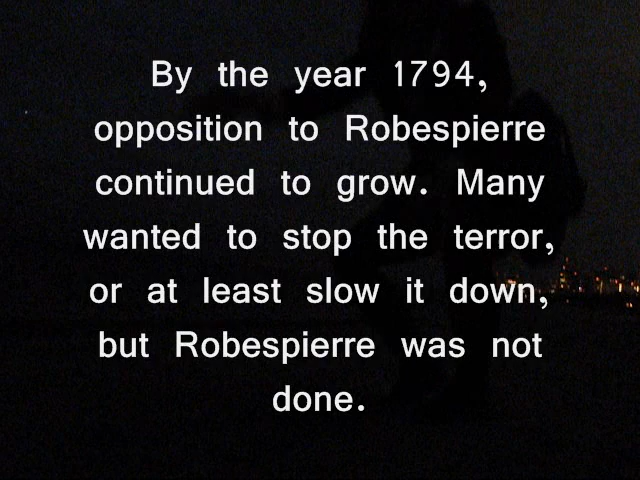 By the year 1794,
opposition to Robespierre
continued to grow. Many
wanted to stop the terror,
or at least slow it down,
but Robespierre was not
done.